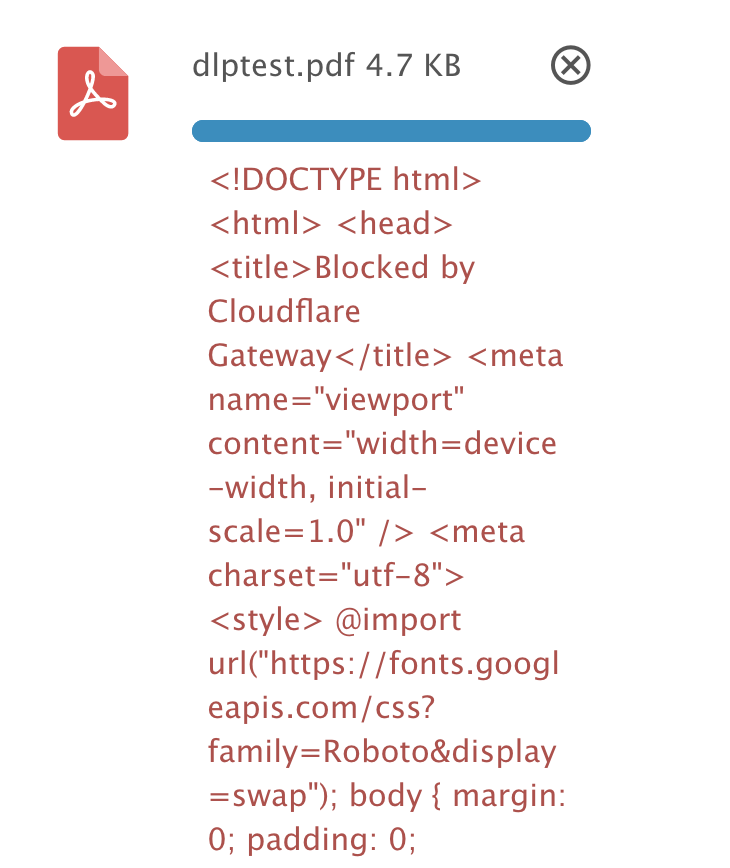 dlptest.pdf 4.7 KB
<!DOCTYPE html>
<html> <head>
<title>Blocked by
Cloudflare
Gateway</title> <meta
name="viewport"
content="width=device
-width, initial-
scale=1.0" /> <meta
charset="utf-8">
<style> @import
url("https://fonts.googl
eapis.com/css?
family=Roboto&display
=swap"); body { margin:
0; padding: 0;